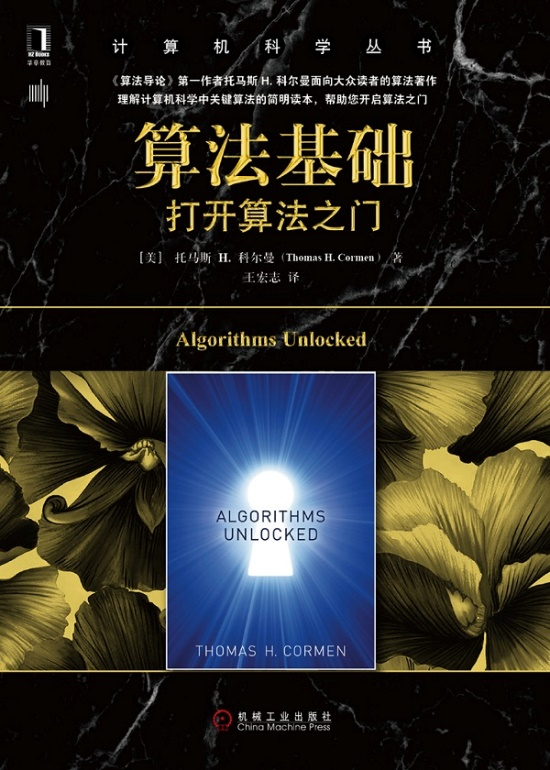 HZ Books
华章教育
计算机科学丛书
《算法导论》第一作者托马斯 H. 科尔曼面向大众读者的算法著作
理解计算机科学中关键算法的简明读本，帮助您开启算法之门
算法基础
打开算法之门
［美］ 托马斯 H. 科尔曼（Thomas H. Cormen） 著
王宏志 译
Algorithms Unlocked
ALGORITHMS
UNLOCKED
THOMAS H. CORMEN
机械工业出版社
China Machine Press